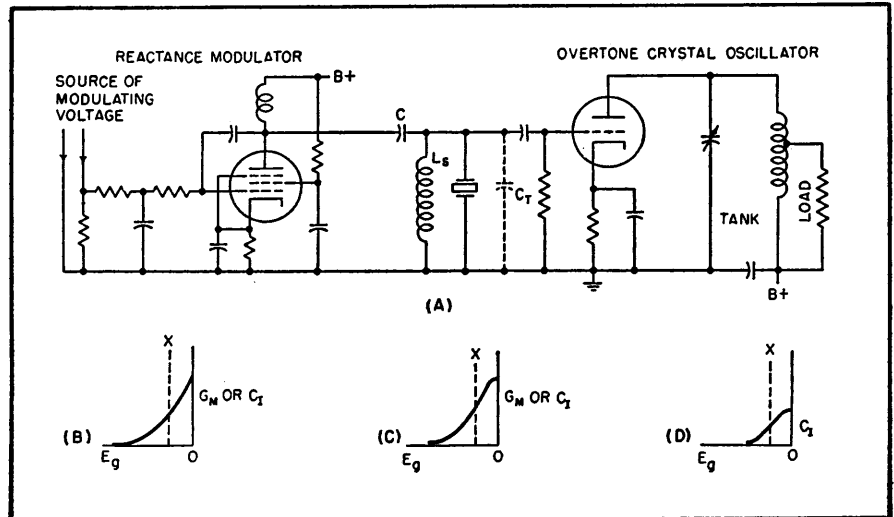 REACTANCE MODULATOR
OVERTONE CRYSTAL OSCILLATOR
SOURCE OF
MODULATING
VOLTAGE
B+
C
Ls
CT
TANK
LOAD
B+
(A)
X
GM OR CI
(B)
Eg
O
X
GM OR CI
(C)
Eg
O
X
CI
(D)
Eg
O